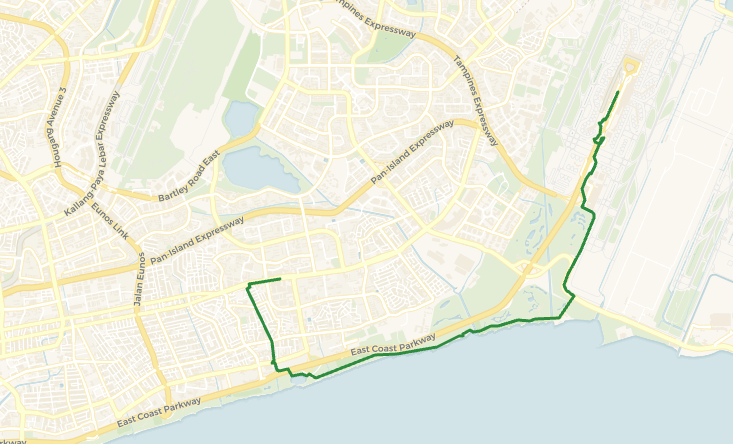 Tampines Expressway
Tampines Expressway
Hougang Avenue 3
Kallang-Paya Lebar Expressway
Pan-Island Expressway
Bartley Road East
Eunos Link
Pan-Island Expressway
Jalan Eunos
East Coast Parkway
East Coast Parkway
Parkway